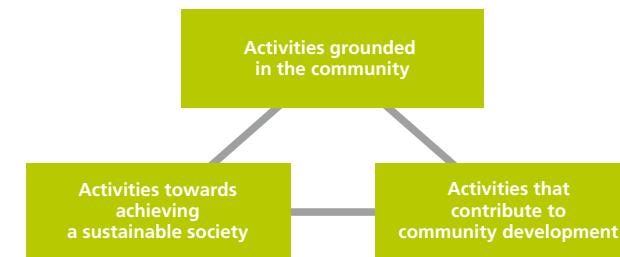 Activities grounded
in the community
Activities towards
achieving
a sustainable society
Activities that
contribute to
community development